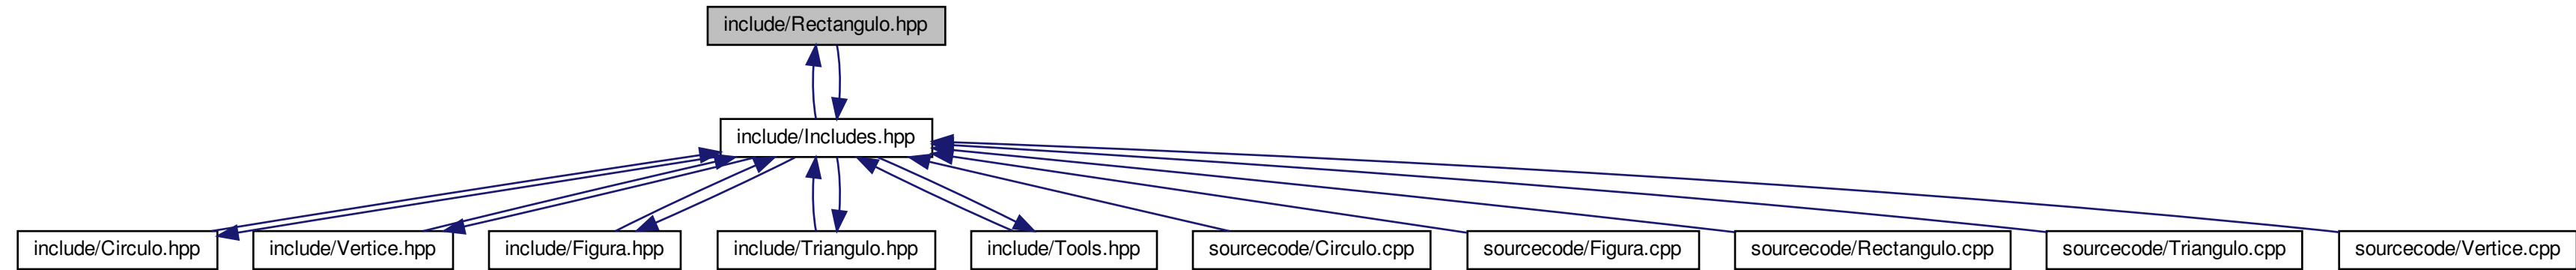 include/Rectangulo.hpp
include/Includes.hpp
include/Circulo.hpp
include/Vertice.hpp
include/Figura.hpp
include/Triangulo.hpp
include/Tools.hpp
sourcecode/Circulo.cpp
sourcecode/Figura.cpp
sourcecode/Rectangulo.cpp
sourcecode/Triangulo.cpp
sourcecode/Vertice.cpp